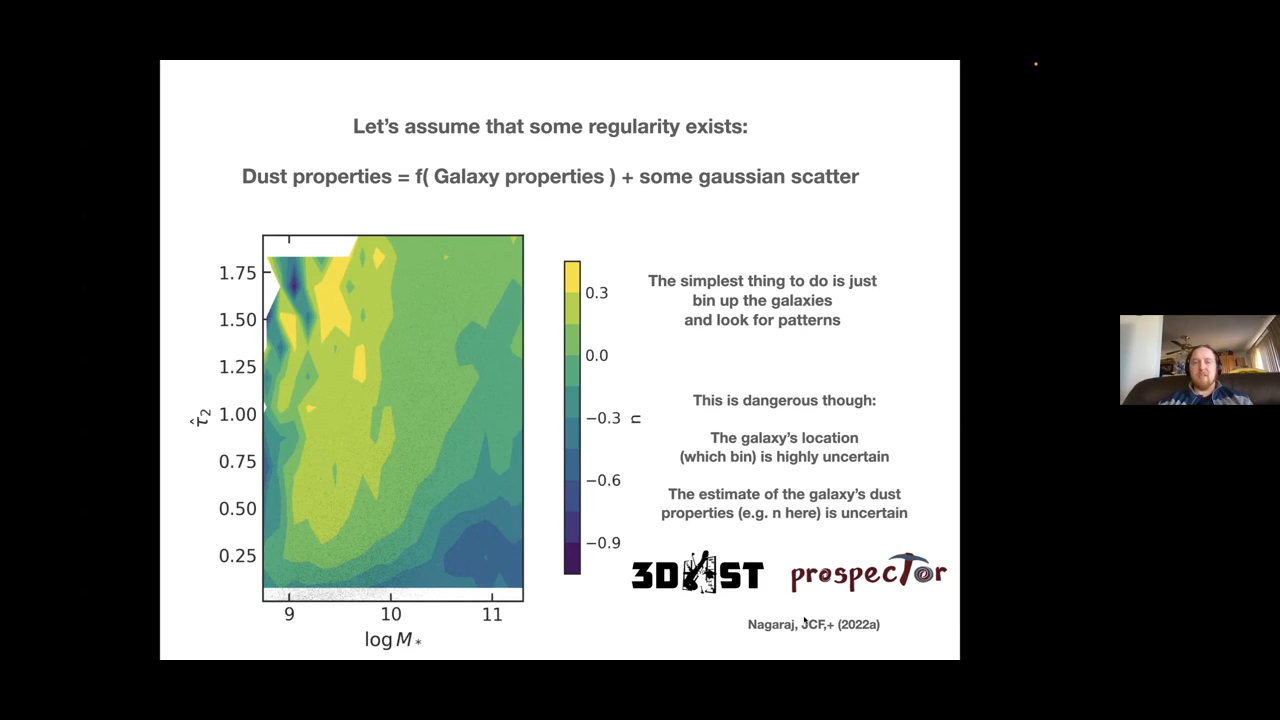 Let's assume that some regularity exists:
Dust properties = f( Galaxy properties ) + some gaussian scatter
1.75
1.50
1.25
1.00
0.75
0.50
0.25
τ̂₂
9
10
11
log M*
0.3
0.0
−0.3
−0.6
−0.9
n
The simplest thing to do is just
bin up the galaxies
and look for patterns
This is dangerous though:
The galaxy's location
(which bin) is highly uncertain
The estimate of the galaxy's dust
properties (e.g. n here) is uncertain
3DHST
prospector
Nagaraj, JCF,+ (2022a)